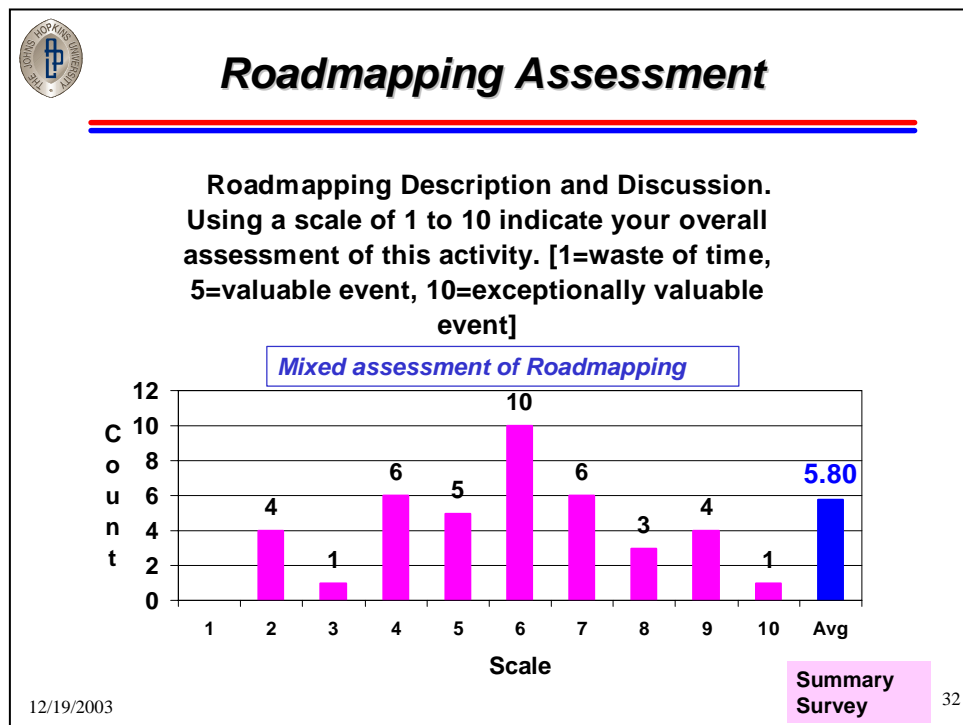 THE JOHNS HOPKINS UNIVERSITY
APL
Roadmapping Assessment
Roadmapping Description and Discussion.
Using a scale of 1 to 10 indicate your overall
assessment of this activity. [1=waste of time,
5=valuable event, 10=exceptionally valuable
event]
Mixed assessment of Roadmapping
Count
12
10
8
6
4
2
0
4
1
6
5
10
6
3
4
1
5.80
1 2 3 4 5 6 7 8 9 10 Avg
Scale
12/19/2003
Summary
Survey
32